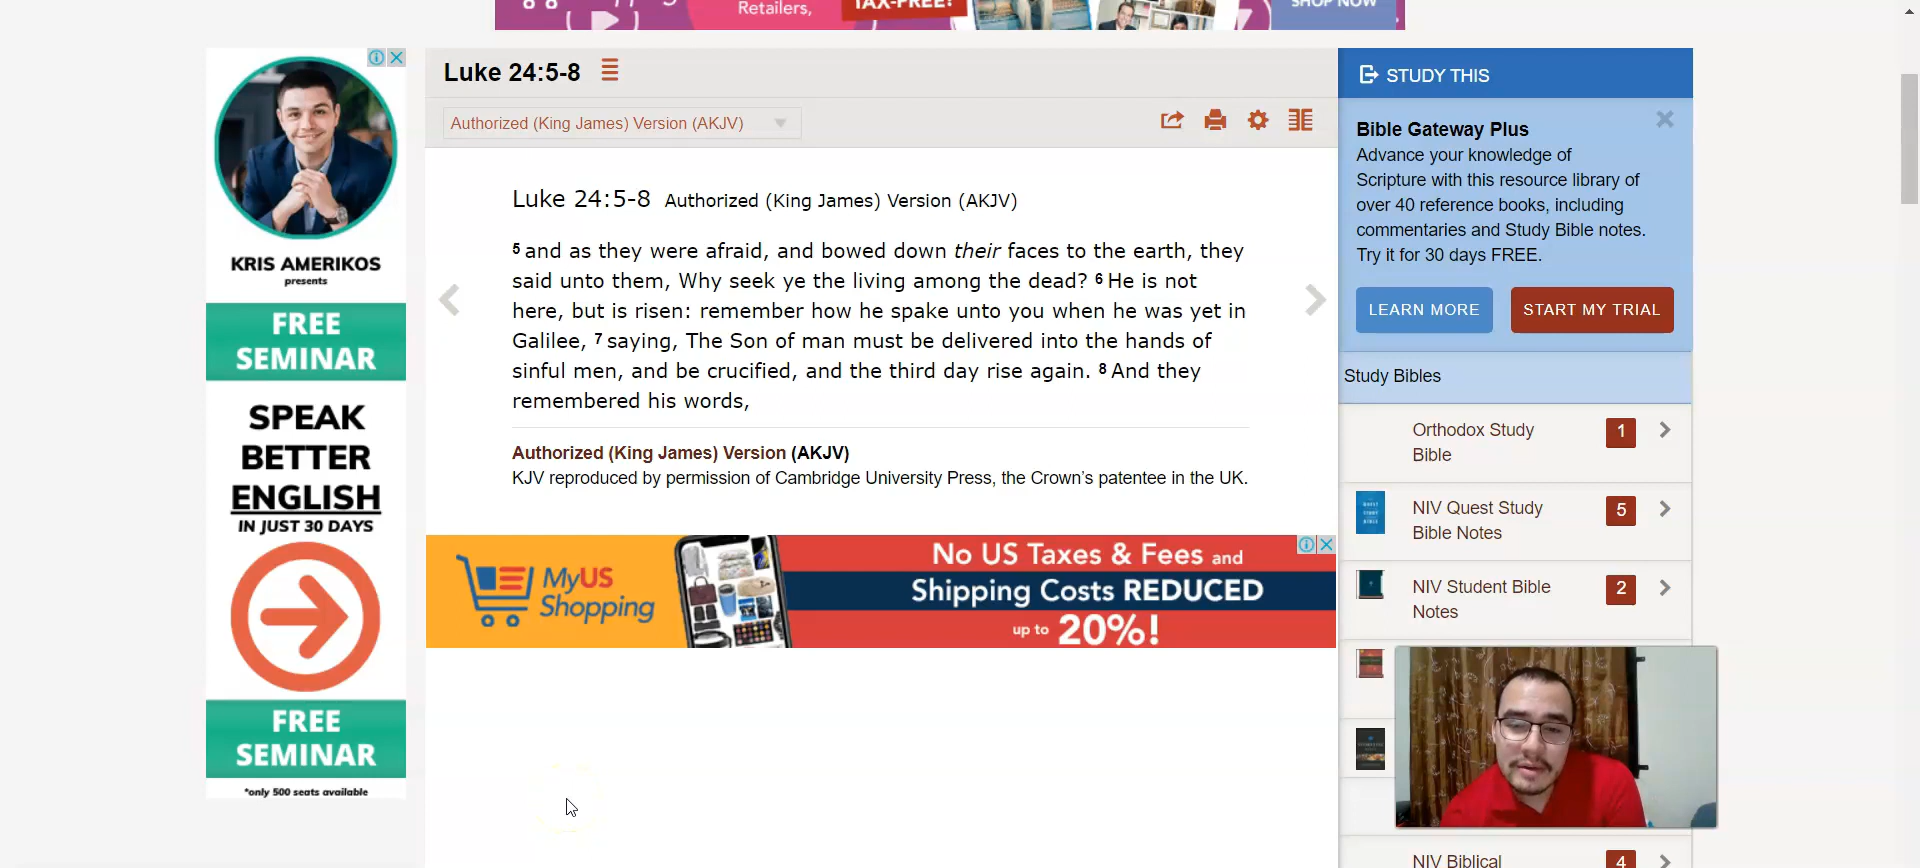 Retailers,
TAX-FREE!
SHOP NOW
KRIS AMERIKOS
presents
FREE
SEMINAR
SPEAK
BETTER
ENGLISH
IN JUST 30 DAYS
FREE
SEMINAR
*only 500 seats available
Luke 24:5-8
Authorized (King James) Version (AKJV)
Luke 24:5-8 Authorized (King James) Version (AKJV)
5 and as they were afraid, and bowed down their faces to the earth, they
said unto them, Why seek ye the living among the dead? 6 He is not
here, but is risen: remember how he spake unto you when he was yet in
Galilee, 7 saying, The Son of man must be delivered into the hands of
sinful men, and be crucified, and the third day rise again. 8 And they
remembered his words,
Authorized (King James) Version (AKJV)
KJV reproduced by permission of Cambridge University Press, the Crown's patentee in the UK.
MyUS
Shopping
No US Taxes & Fees and
Shipping Costs REDUCED
up to 20%!
STUDY THIS
Bible Gateway Plus
Advance your knowledge of
Scripture with this resource library of
over 40 reference books, including
commentaries and Study Bible notes.
Try it for 30 days FREE.
LEARN MORE
START MY TRIAL
Study Bibles
Orthodox Study
Bible
1
NIV Quest Study
Bible Notes
5
NIV Student Bible
Notes
2
NIV Biblical
4